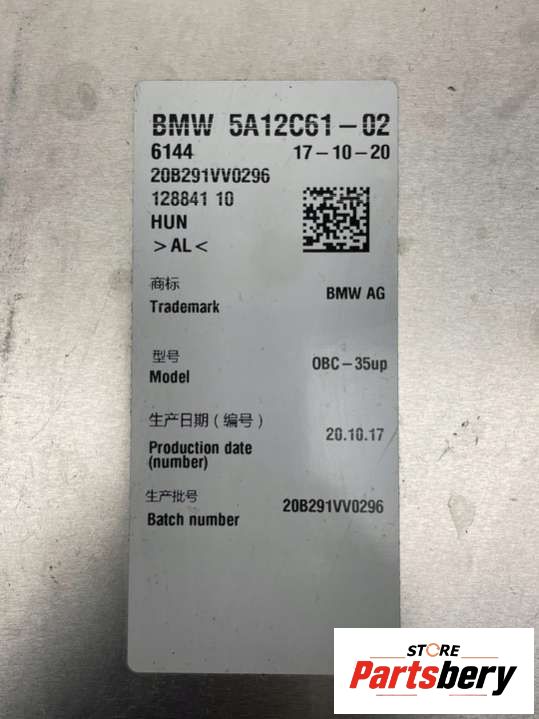 BMW 5A12C61-02
6144 17-10-20
20B291VV0296
128841 10
HUN
>AL<
商标
Trademark BMW AG
型号
Model OBC-35up
生产日期(编号)
Production date 20.10.17
(number)
生产批号
Batch number 20B291VV0296
STORE
Partsbery